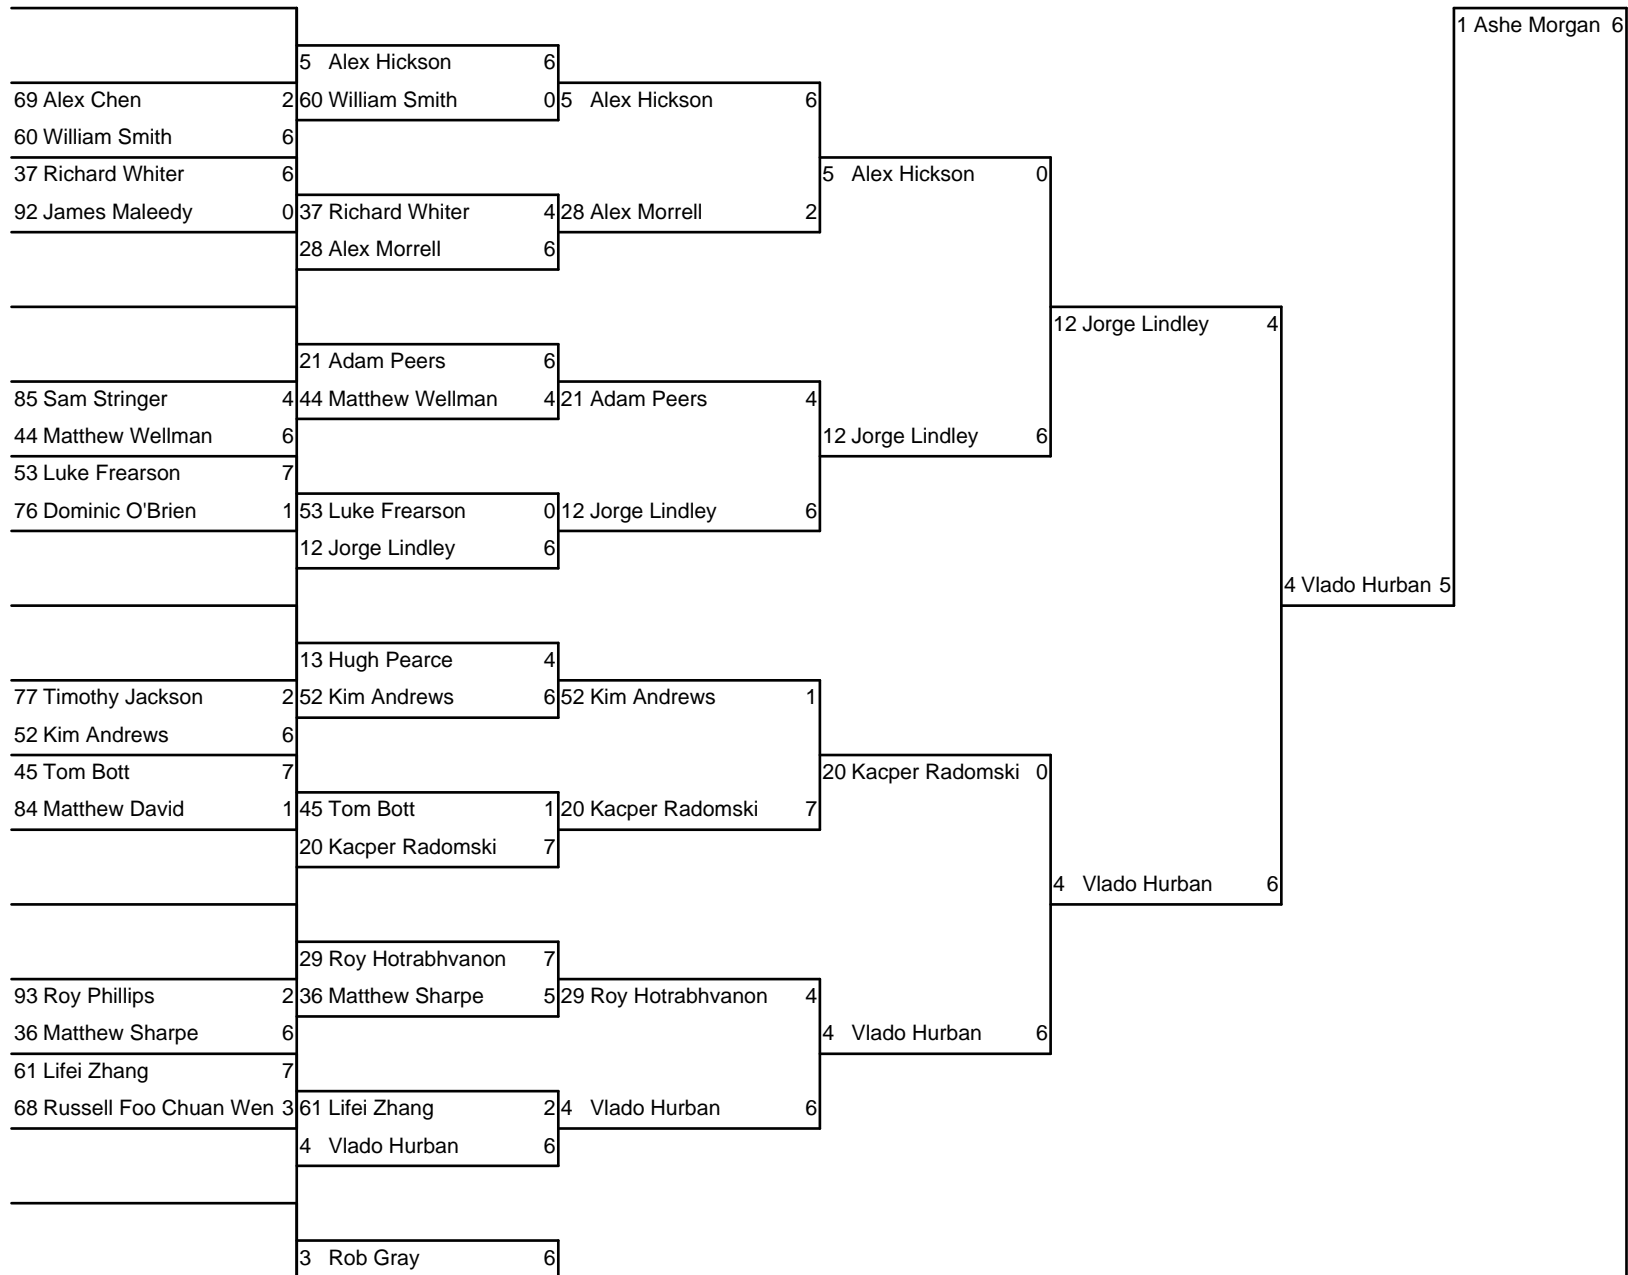 1 Ashe Morgan 6
5 Alex Hickson 6
69 Alex Chen 2
60 William Smith 0
5 Alex Hickson 6
60 William Smith 6
37 Richard Whiter 6
5 Alex Hickson 0
92 James Maleedy 0
37 Richard Whiter 4
28 Alex Morrell 2
28 Alex Morrell 6
12 Jorge Lindley 4
21 Adam Peers 6
85 Sam Stringer 4
44 Matthew Wellman 4
21 Adam Peers 4
44 Matthew Wellman 6
12 Jorge Lindley 6
53 Luke Frearson 7
76 Dominic O'Brien 1
53 Luke Frearson 0
12 Jorge Lindley 6
12 Jorge Lindley 6
4 Vlado Hurban 5
13 Hugh Pearce 4
77 Timothy Jackson 2
52 Kim Andrews 6
52 Kim Andrews 1
52 Kim Andrews 6
45 Tom Bott 7
20 Kacper Radomski 0
84 Matthew David 1
45 Tom Bott 1
20 Kacper Radomski 7
20 Kacper Radomski 7
4 Vlado Hurban 6
29 Roy Hotrabhvanon 7
93 Roy Phillips 2
36 Matthew Sharpe 5
29 Roy Hotrabhvanon 4
36 Matthew Sharpe 6
4 Vlado Hurban 6
61 Lifei Zhang 7
68 Russell Foo Chuan Wen 3
61 Lifei Zhang 2
4 Vlado Hurban 6
4 Vlado Hurban 6
3 Rob Gray 6